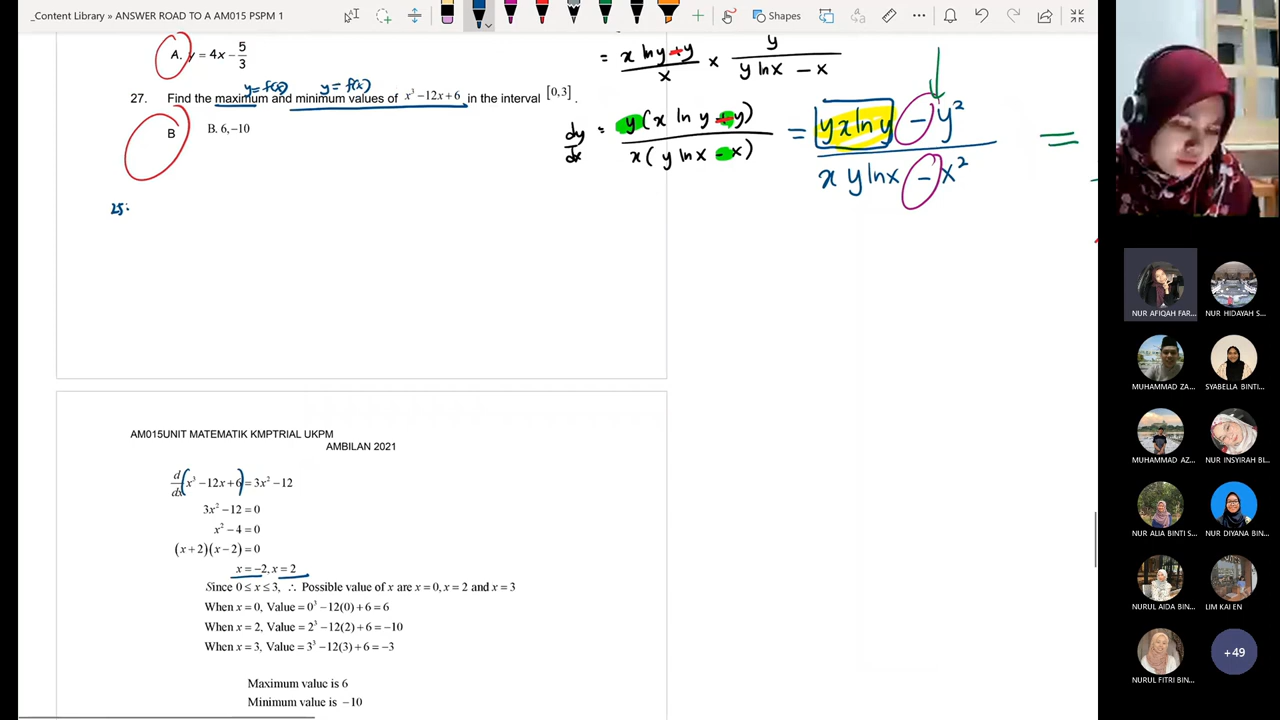 _Content Library » ANSWER ROAD TO A AM015 PSPM 1
Shapes
A. y = 4x − 5/3
y = f(x) y = f(x)
27. Find the maximum and minimum values of x³ −12x + 6 in the interval [0,3].
B B. 6, −10
25.
= x ln y + y / x × y / y ln x − x
dy/dx = y(x ln y + y) / x(y ln x − x) = yx ln y − y² / x y ln x − x² =
AM015UNIT MATEMATIK KMPTRIAL UKPM
AMBILAN 2021
d/dx (x³ −12x + 6) = 3x² −12
3x² −12 = 0
x² − 4 = 0
(x + 2)(x − 2) = 0
x = −2, x = 2
Since 0 ≤ x ≤ 3, ∴ Possible value of x are x = 0, x = 2 and x = 3
When x = 0, Value = 0³ −12(0) + 6 = 6
When x = 2, Value = 2³ −12(2) + 6 = −10
When x = 3, Value = 3³ −12(3) + 6 = −3
Maximum value is 6
Minimum value is −10
NUR AFIQAH FAR...
NUR HIDAYAH S...
MUHAMMAD ZA...
SYABELLA BINTI...
MUHAMMAD AZ...
NUR INSYIRAH BI...
NUR ALIA BINTI S...
NUR DIYANA BIN...
NURUL AIDA BIN...
LIM KAI EN
NURUL FITRI BIN...
+49